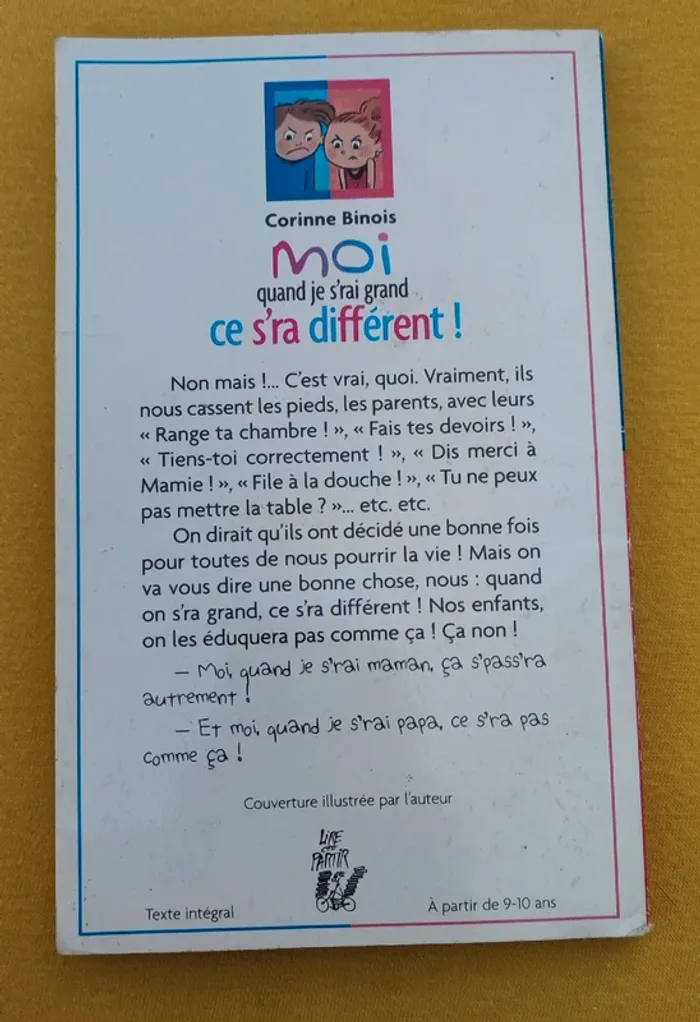 Corinne Binois
moi
quand je s'rai grand
ce s'ra différent !
Non mais !... C'est vrai, quoi. Vraiment, ils
nous cassent les pieds, les parents, avec leurs
« Range ta chambre ! », « Fais tes devoirs ! »,
« Tiens-toi correctement ! », « Dis merci à
Mamie ! », « File à la douche ! », « Tu ne peux
pas mettre la table ? »... etc. etc.
On dirait qu'ils ont décidé une bonne fois
pour toutes de nous pourrir la vie ! Mais on
va vous dire une bonne chose, nous : quand
on s'ra grand, ce s'ra différent ! Nos enfants,
on les éduquera pas comme ça ! Ça non !
— Moi, quand je s'rai maman, ça s'pass'ra
autrement !
— Et moi, quand je s'rai papa, ce s'ra pas
comme ça !
Couverture illustrée par l'auteur
LIRE
C'EST
PARTIR
Texte intégral
À partir de 9-10 ans